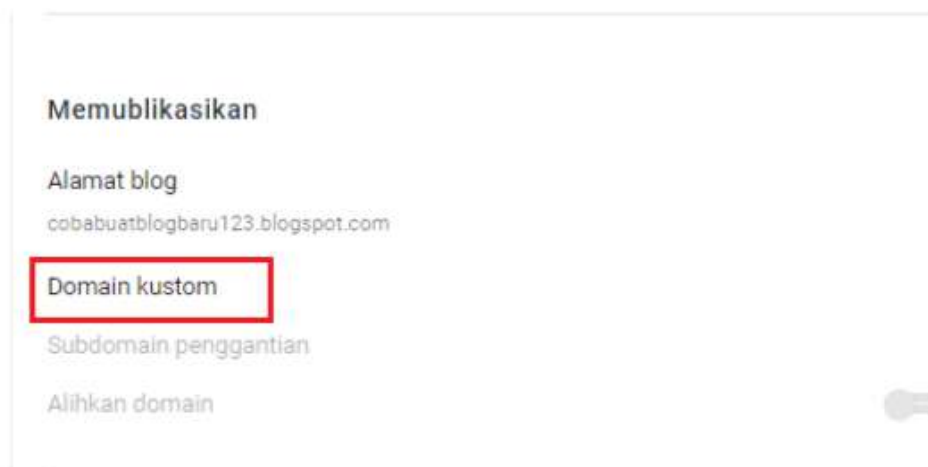 Memublikasikan
Alamat blog
cobabuatblogbaru123.blogspot.com
Domain kustom
Subdomain penggantian
Alihkan domain